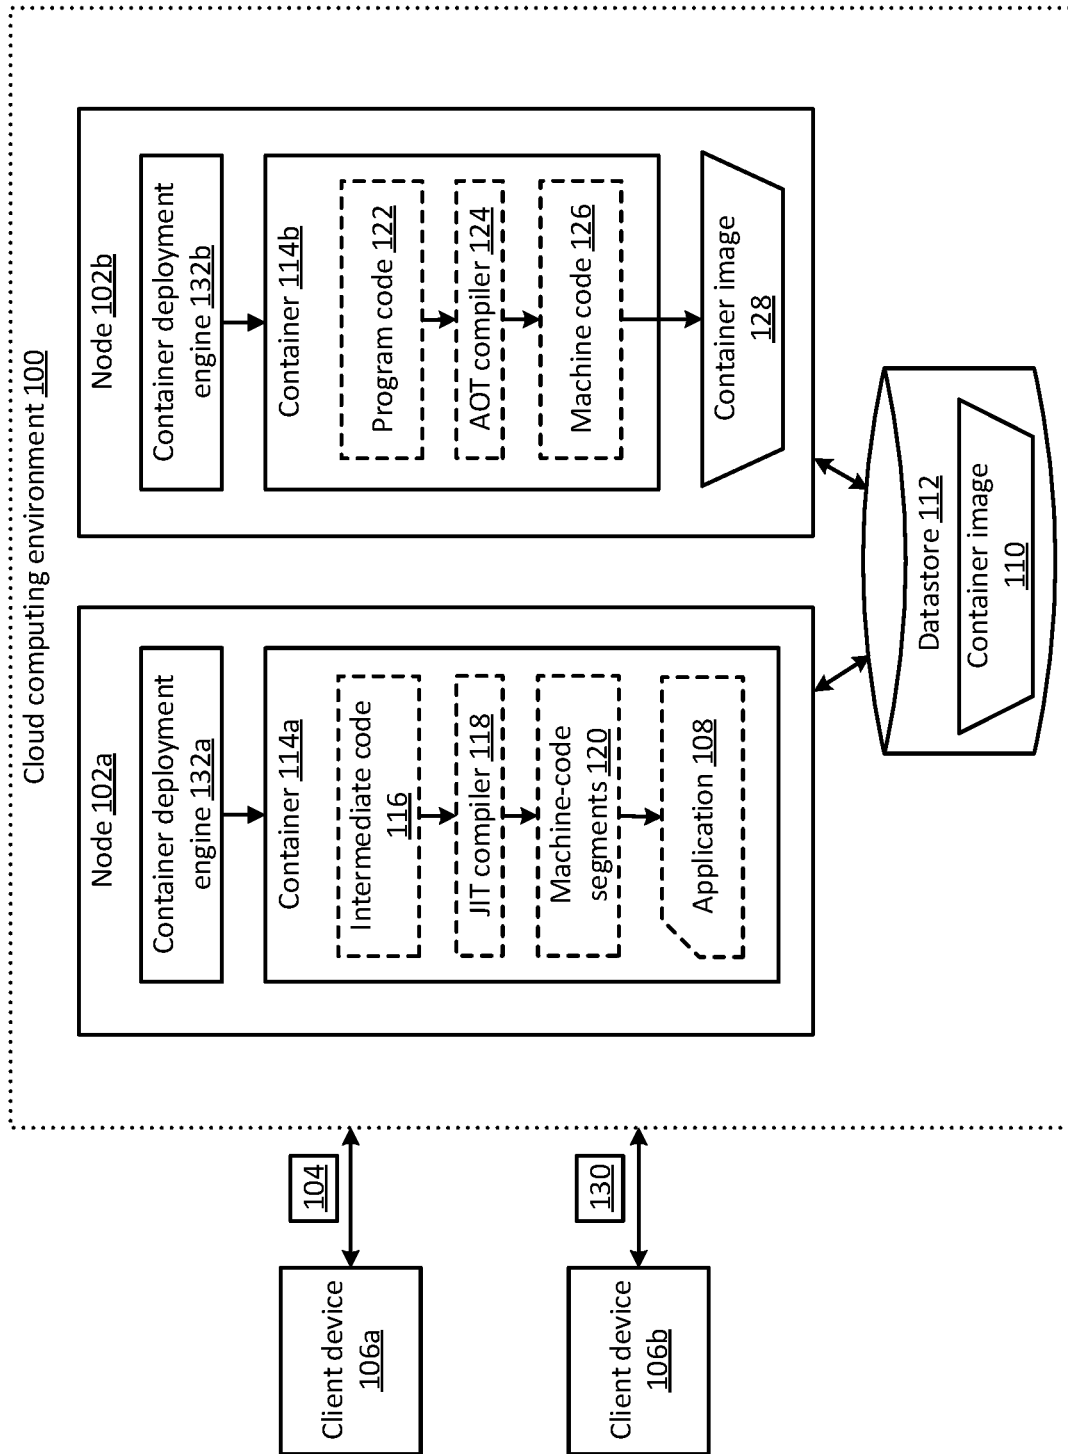 Cloud computing environment 100
Node 102a
Container deployment
engine 132a
Container 114a
Intermediate code
116
JIT compiler 118
Machine-code
segments 120
Application 108
Node 102b
Container deployment
engine 132b
Container 114b
Program code 122
AOT compiler 124
Machine code 126
Container image
128
Datastore 112
Container image
110
104
Client device
106a
130
Client device
106b